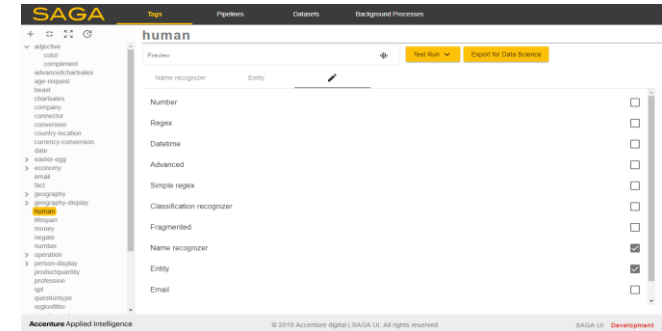 SAGA
Tags Pipelines Datasets Background Processes
human
adjective
color
compliment
advancedchartsales
age-request
beast
chartsales
company
connector
conversion
country-location
currency-conversion
date
easter-egg
economy
email
fact
geography
geography-display
human
lifespan
money
negate
number
operation
person-display
productquantity
profession
qpl
questiontype
regionfilter
Preview
Test Run
Export for Data Science
Name recognizer Entity
Number
Regex
Datetime
Advanced
Simple regex
Classification recognizer
Fragmented
Name recognizer
Entity
Email
Accenture Applied Intelligence
© 2019 Accenture digital | SAGA UI. All rights reserved
SAGA UI Development